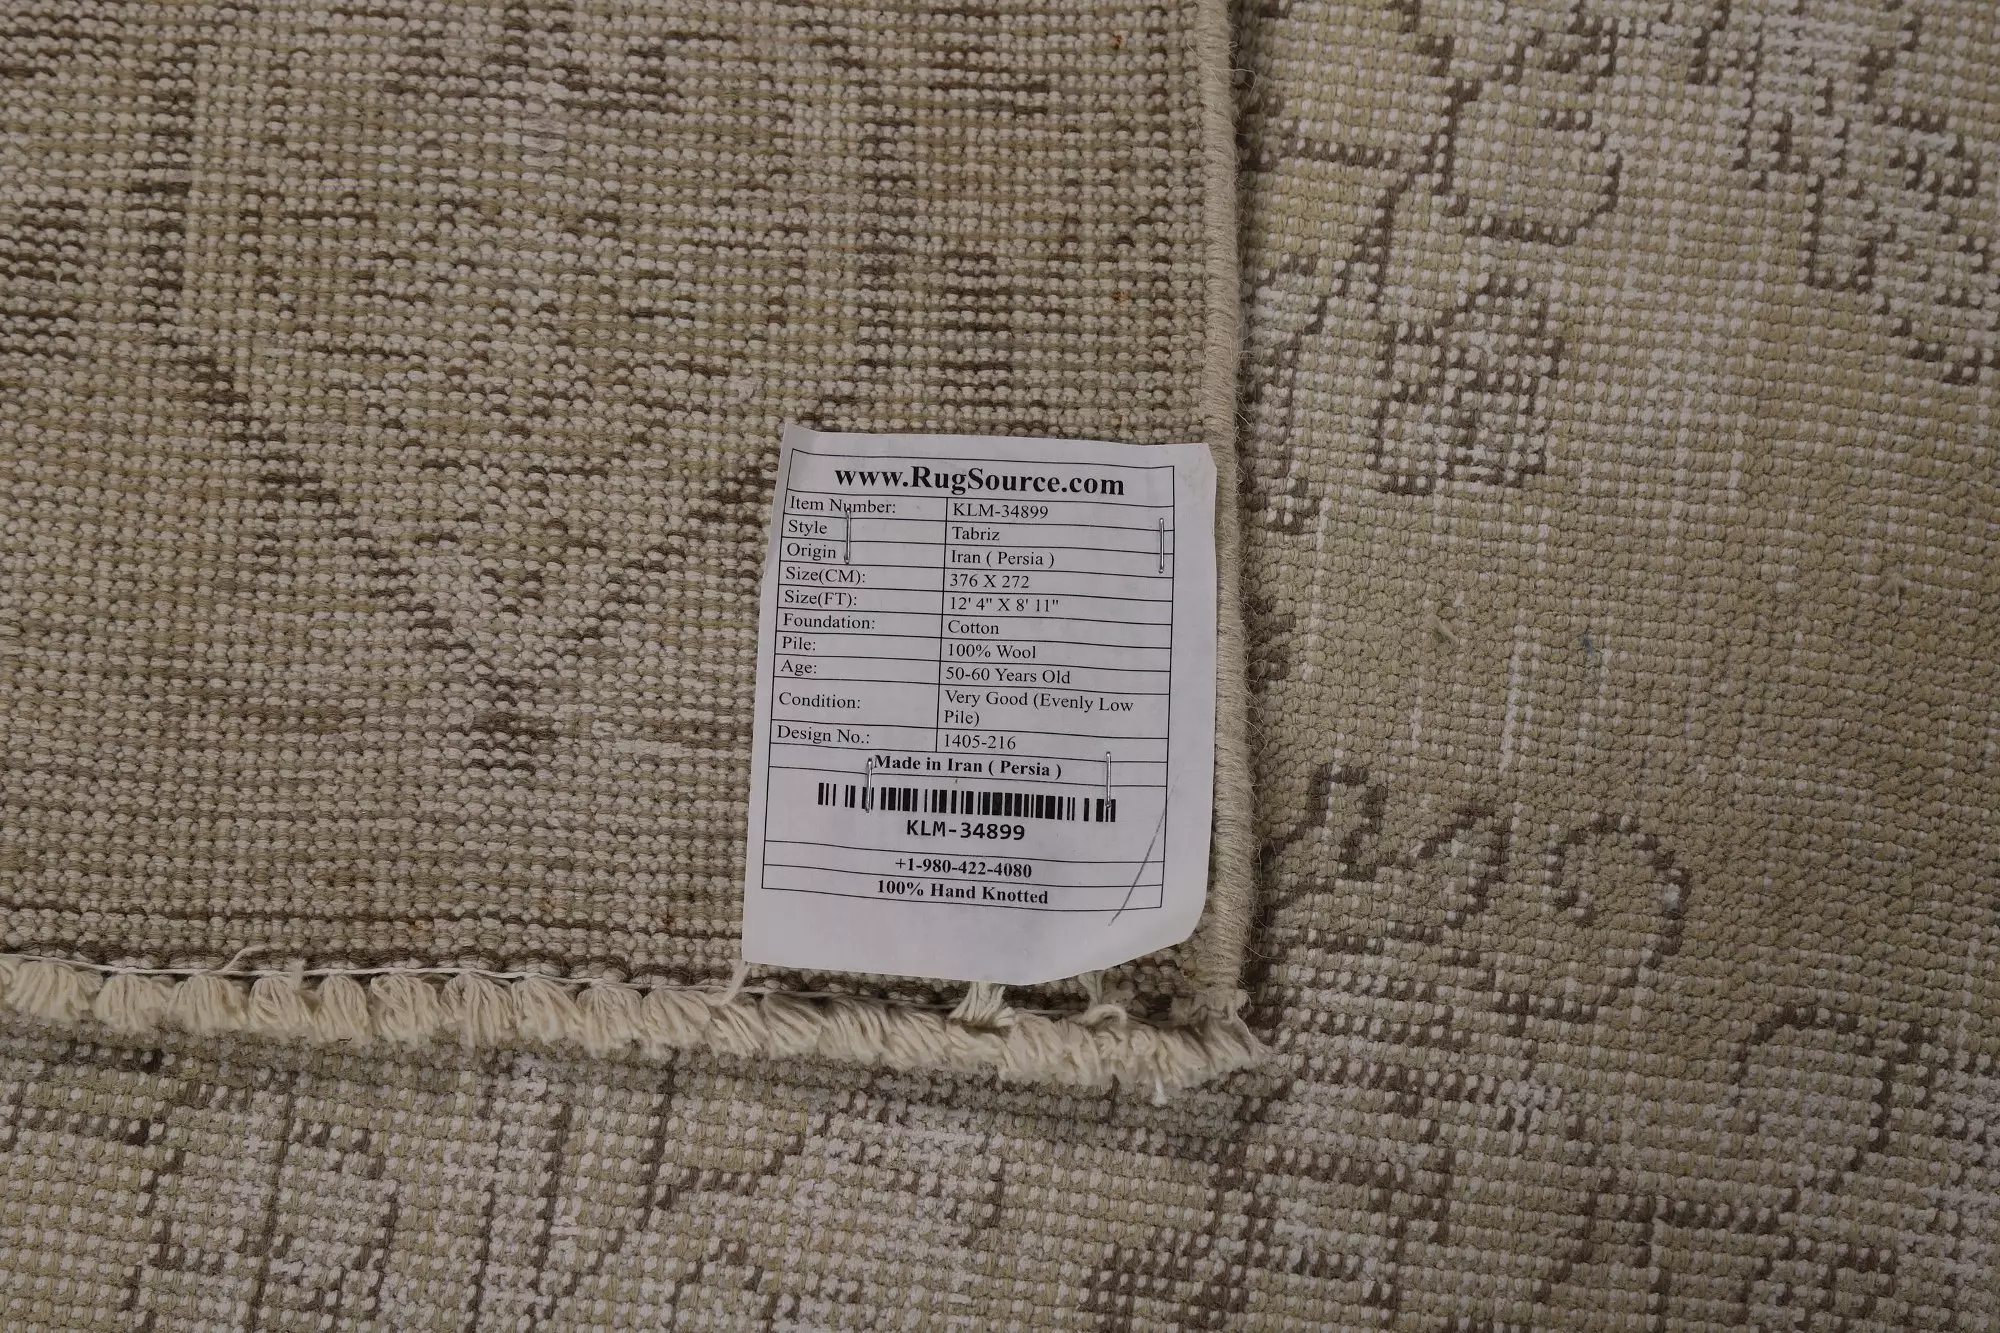 www.RugSource.com
Item Number: KLM-34899
Style Tabriz
Origin Iran ( Persia )
Size(CM): 376 X 272
Size(FT): 12' 4" X 8' 11"
Foundation: Cotton
Pile: 100% Wool
Age: 50-60 Years Old
Condition: Very Good (Evenly Low
Pile)
Design No.: 1405-216
Made in Iran ( Persia )
KLM-34899
+1-980-422-4080
100% Hand Knotted